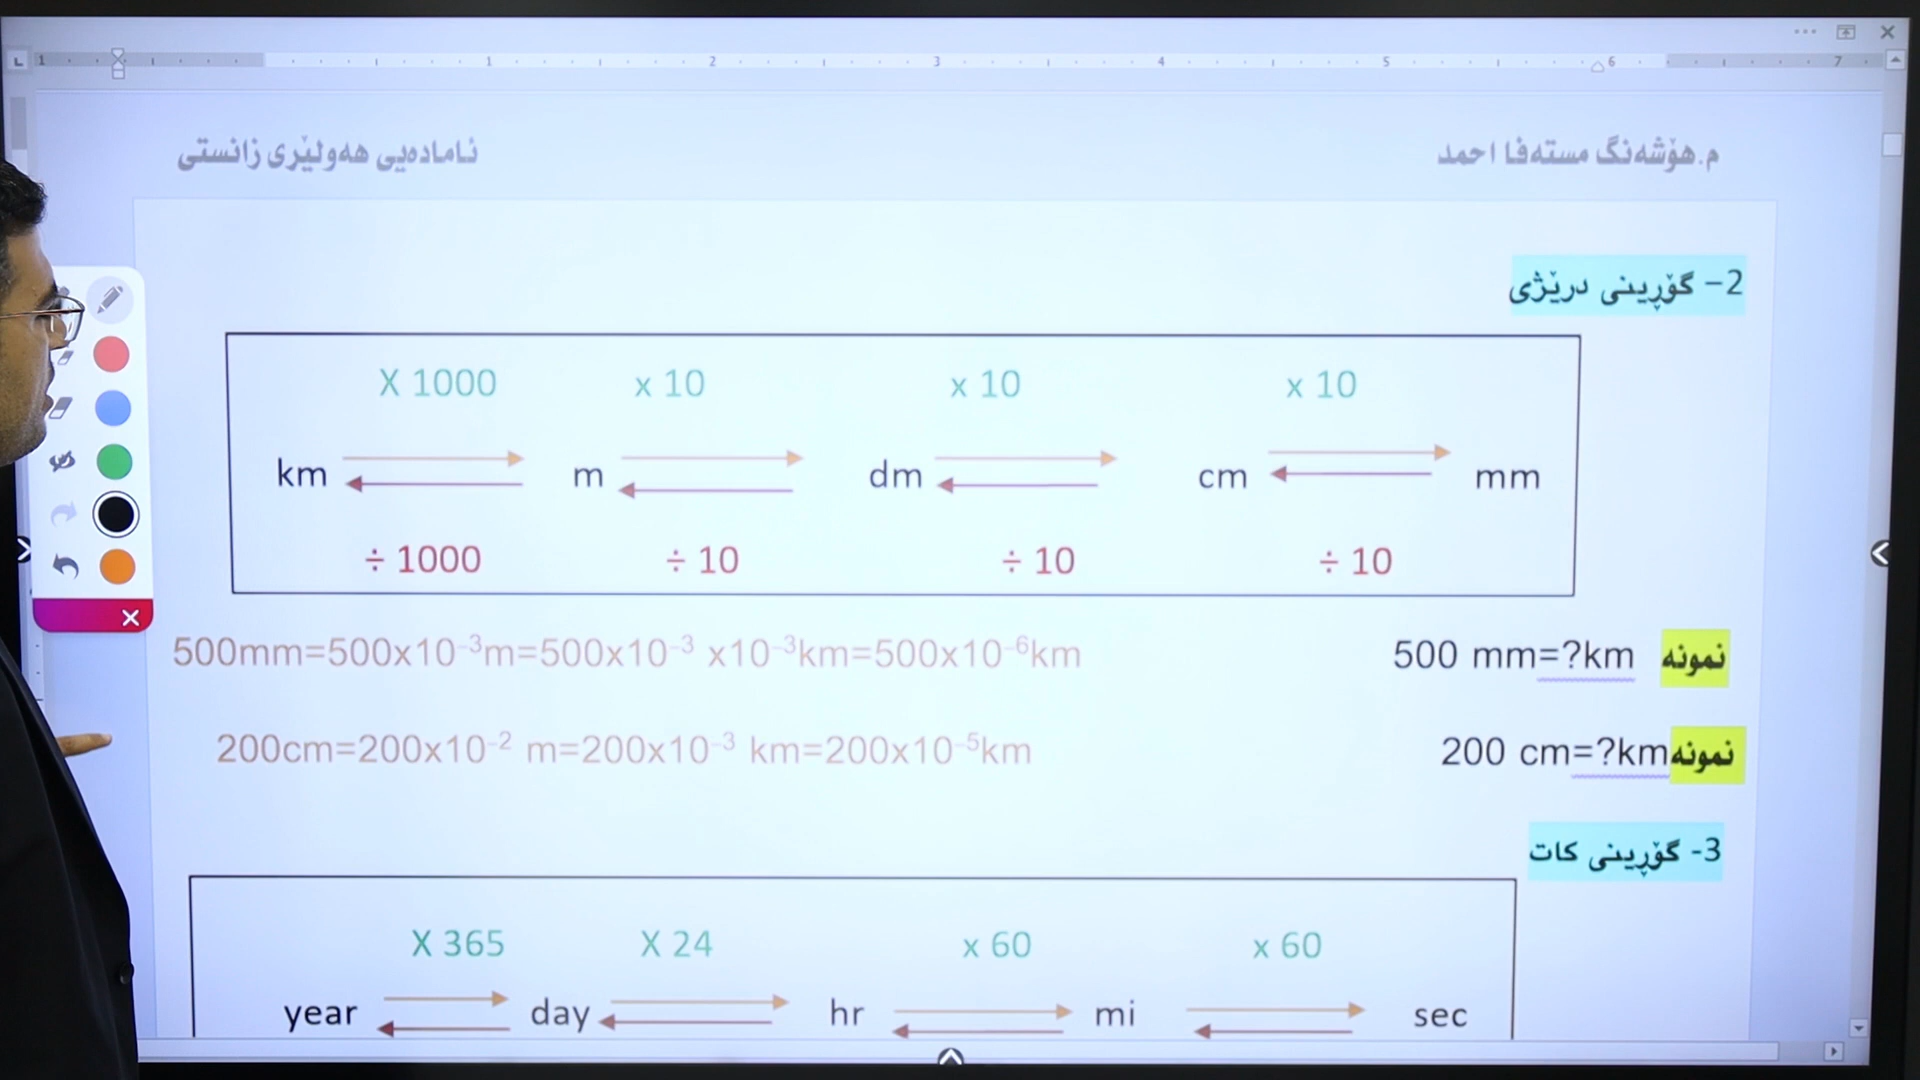 م.هۆشەنگ مستەفا احمد
ئامادەیی هەولێری زانستی
2– گۆڕینی درێژی
X 1000 x 10 x 10 x 10
km m dm cm mm
÷ 1000 ÷ 10 ÷ 10 ÷ 10
نمونە 500 mm=?km
500mm=500x10⁻³m=500x10⁻³ x10⁻³km=500x10⁻⁶km
نمونە 200 cm=?km
200cm=200x10⁻² m=200x10⁻³ km=200x10⁻⁵km
3- گۆڕینی کات
X 365 X 24 x 60 x 60
year day hr mi sec